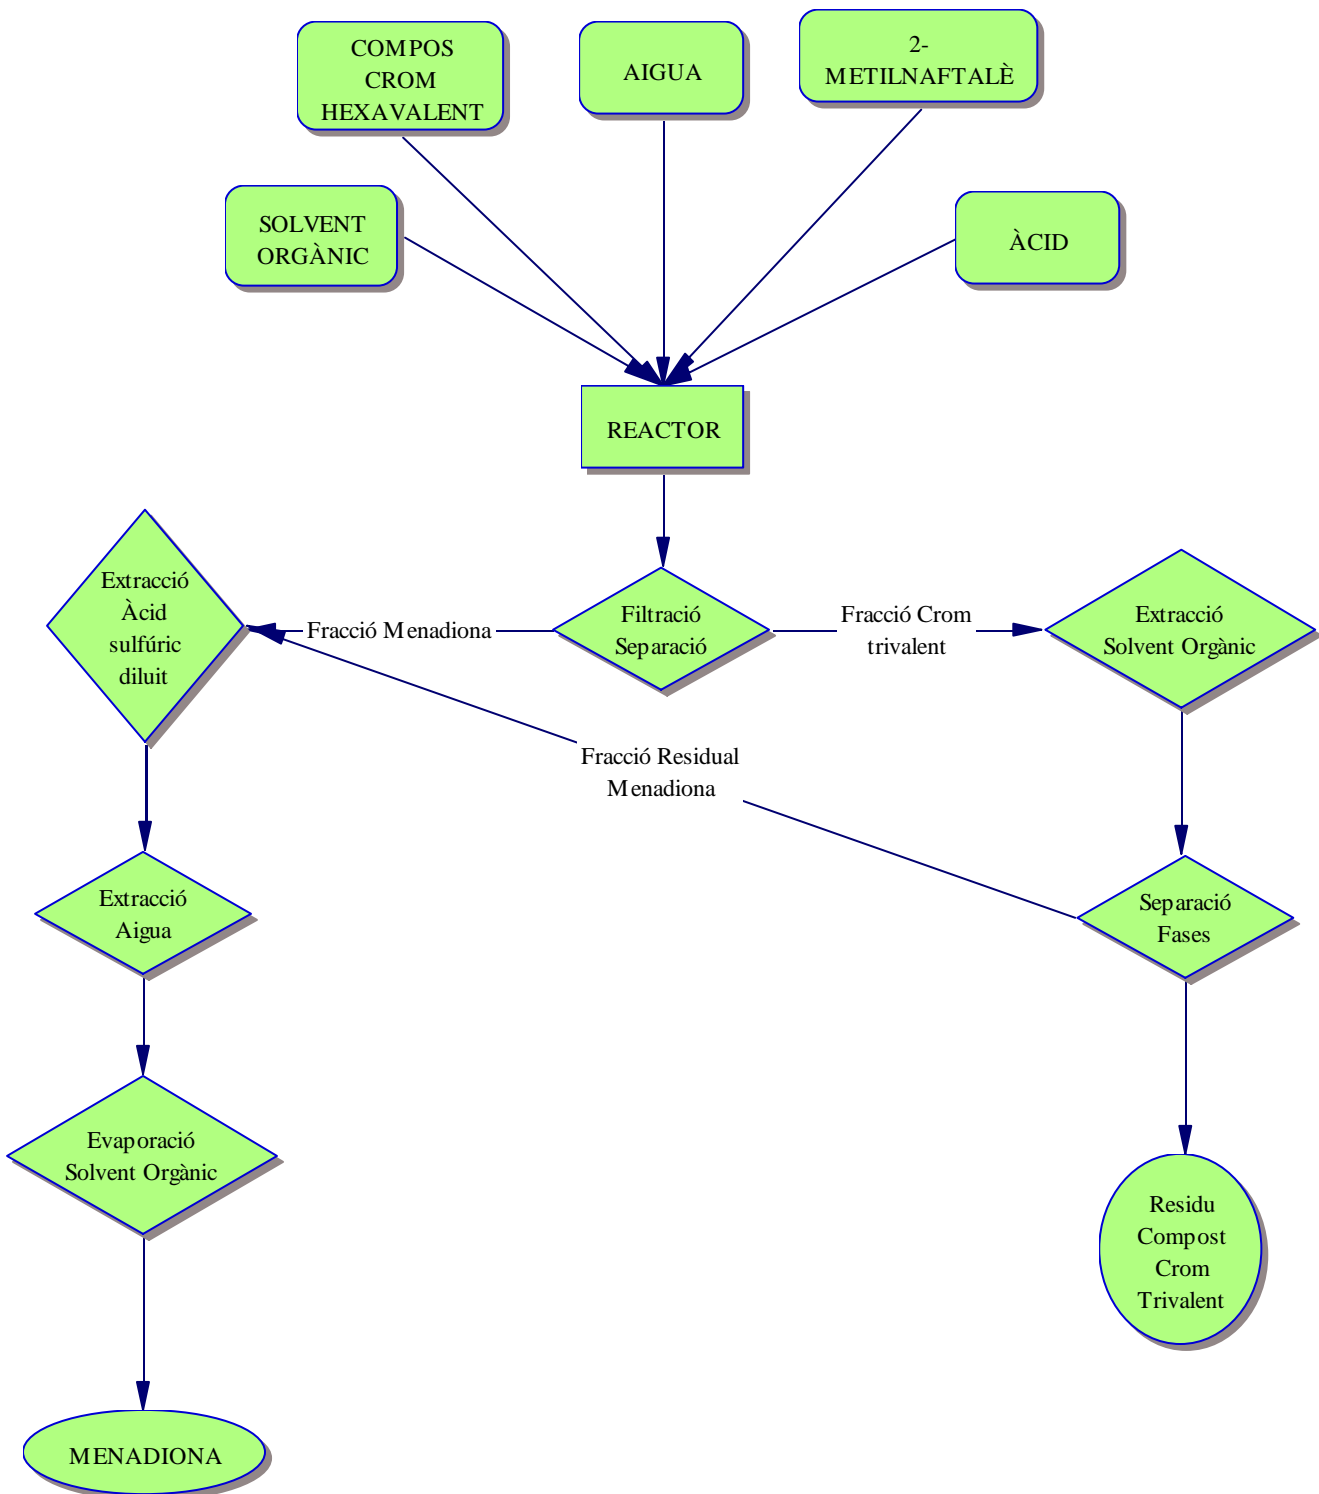 COMPOS
CROM
HEXAVALENT
AIGUA
2-
METILNAFTALÈ
SOLVENT
ORGÀNIC
ÀCID
REACTOR
Extracció
Àcid
sulfúric
diluit
Fracció Menadiona
Filtració
Separació
Fracció Crom
trivalent
Extracció
Solvent Orgànic
Fracció Residual
Menadiona
Extracció
Aigua
Separació
Fases
Evaporació
Solvent Orgànic
Residu
Compost
Crom
Trivalent
MENADIONA